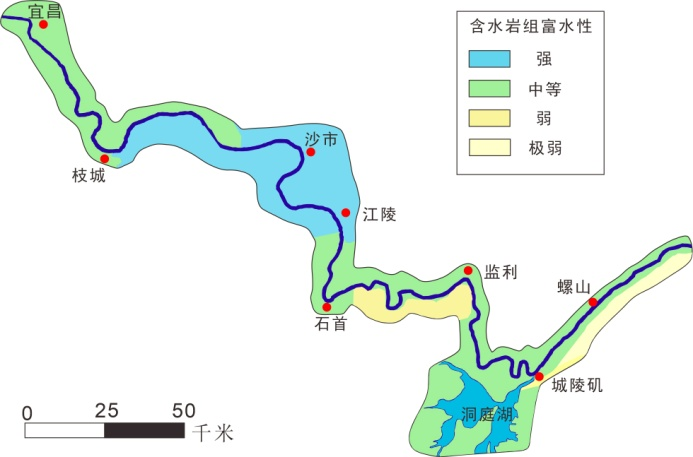 宜昌
含水岩组富水性
强
中等
弱
极弱
沙市
枝城
江陵
监利
螺山
石首
城陵矶
洞庭湖
0 25 50
千米